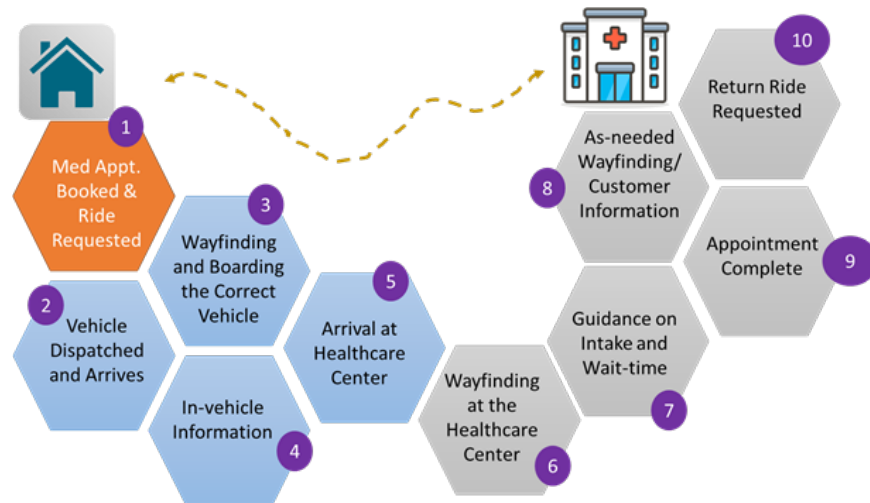 1
Med Appt.
Booked &
Ride
Requested
2
Vehicle
Dispatched
and Arrives
3
Wayfinding
and Boarding
the Correct
Vehicle
In-vehicle
Information
4
5
Arrival at
Healthcare
Center
Wayfinding
at the
Healthcare
Center
6
Guidance on
Intake and
Wait-time
7
As-needed
Wayfinding/
Customer
Information
8
Appointment
Complete
9
10
Return Ride
Requested